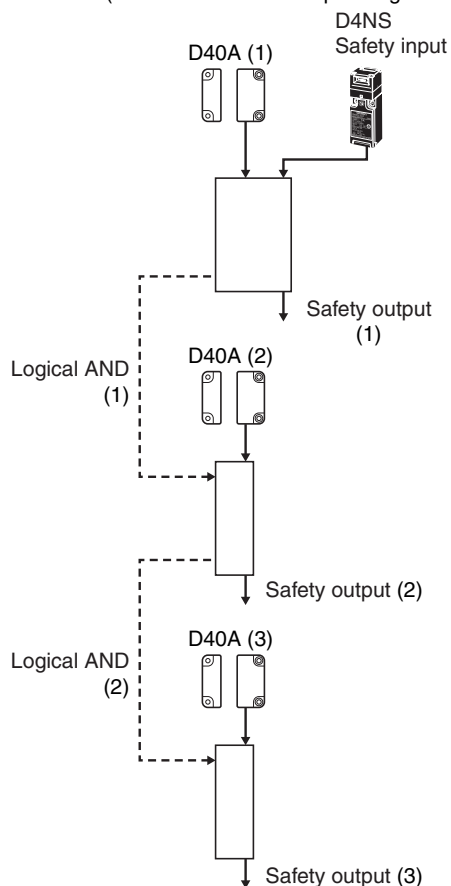 D4NS
Safety input
D40A (1)
Safety output
(1)
D40A (2)
Logical AND
(1)
Safety output (2)
D40A (3)
Logical AND
(2)
Safety output (3)